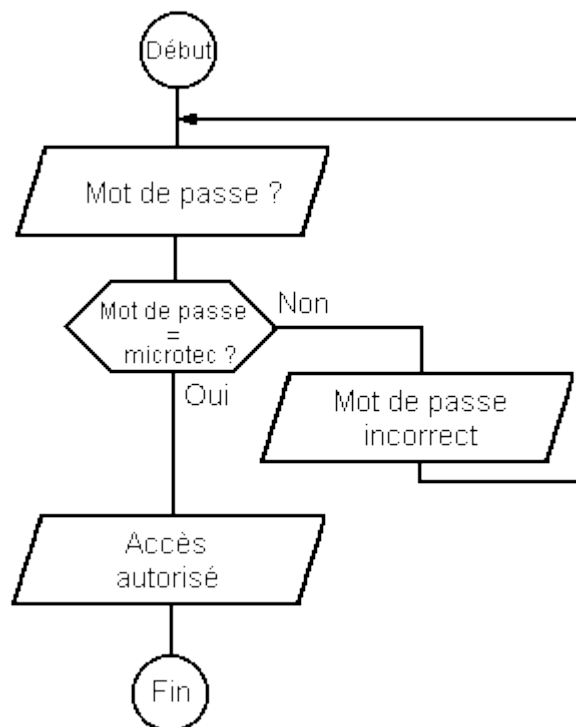 Début
Mot de passe ?
Mot de passe
=
microtec ?
Non
Oui
Mot de passe
incorrect
Accès
autorisé
Fin